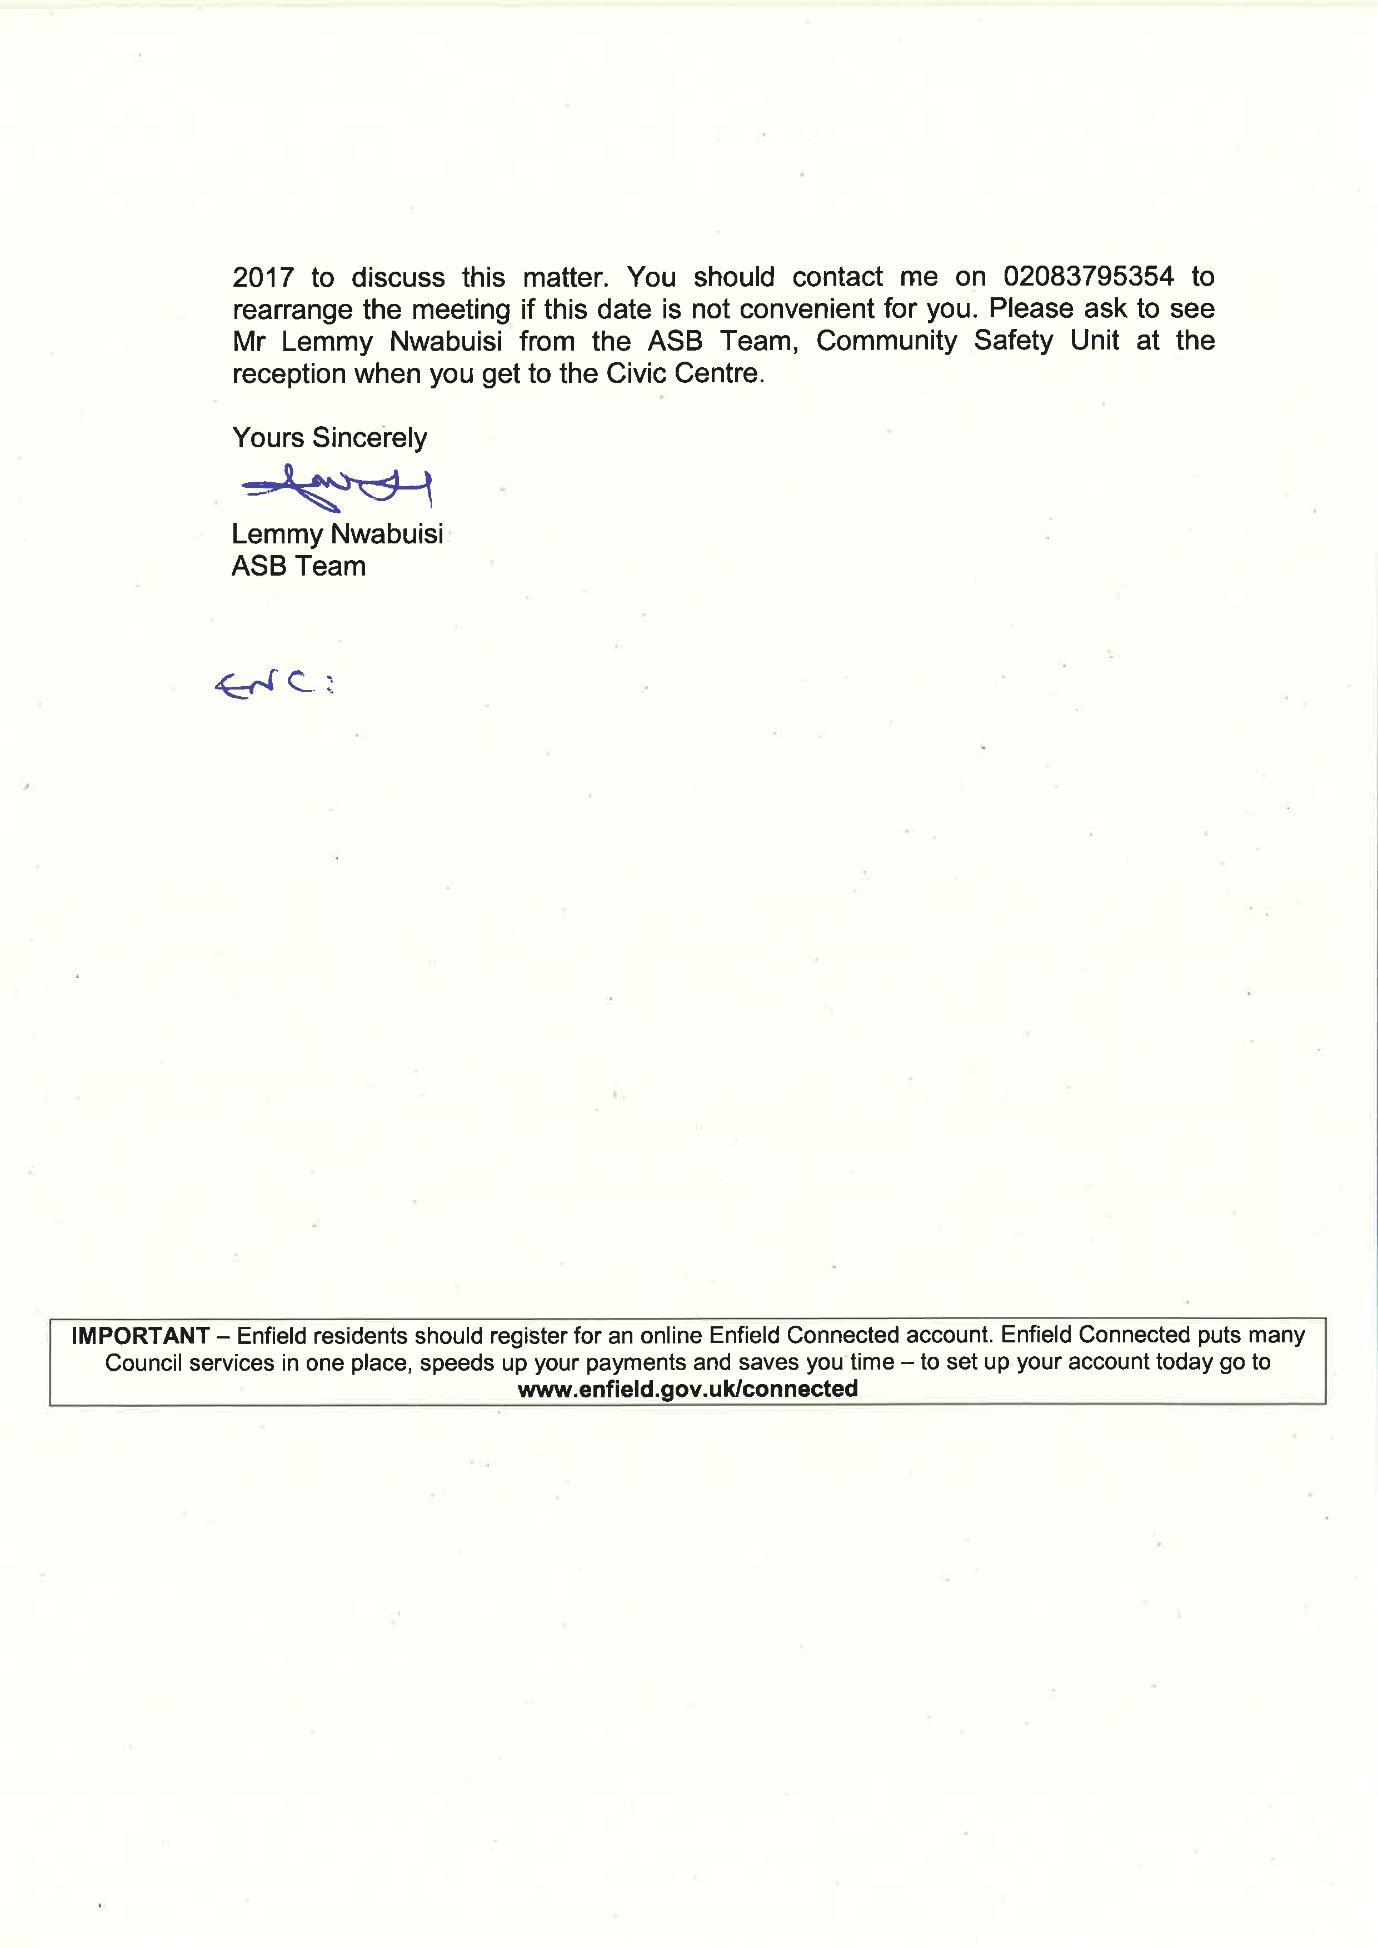 2017 to discuss this matter. You should contact me on 02083795354 to
rearrange the meeting if this date is not convenient for you. Please ask to see
Mr Lemmy Nwabuisi from the ASB Team, Community Safety Unit at the
reception when you get to the Civic Centre.
Yours Sincerely
Lemmy Nwabuisi
ASB Team
ENC:
IMPORTANT – Enfield residents should register for an online Enfield Connected account. Enfield Connected puts many
Council services in one place, speeds up your payments and saves you time – to set up your account today go to
www.enfield.gov.uk/connected